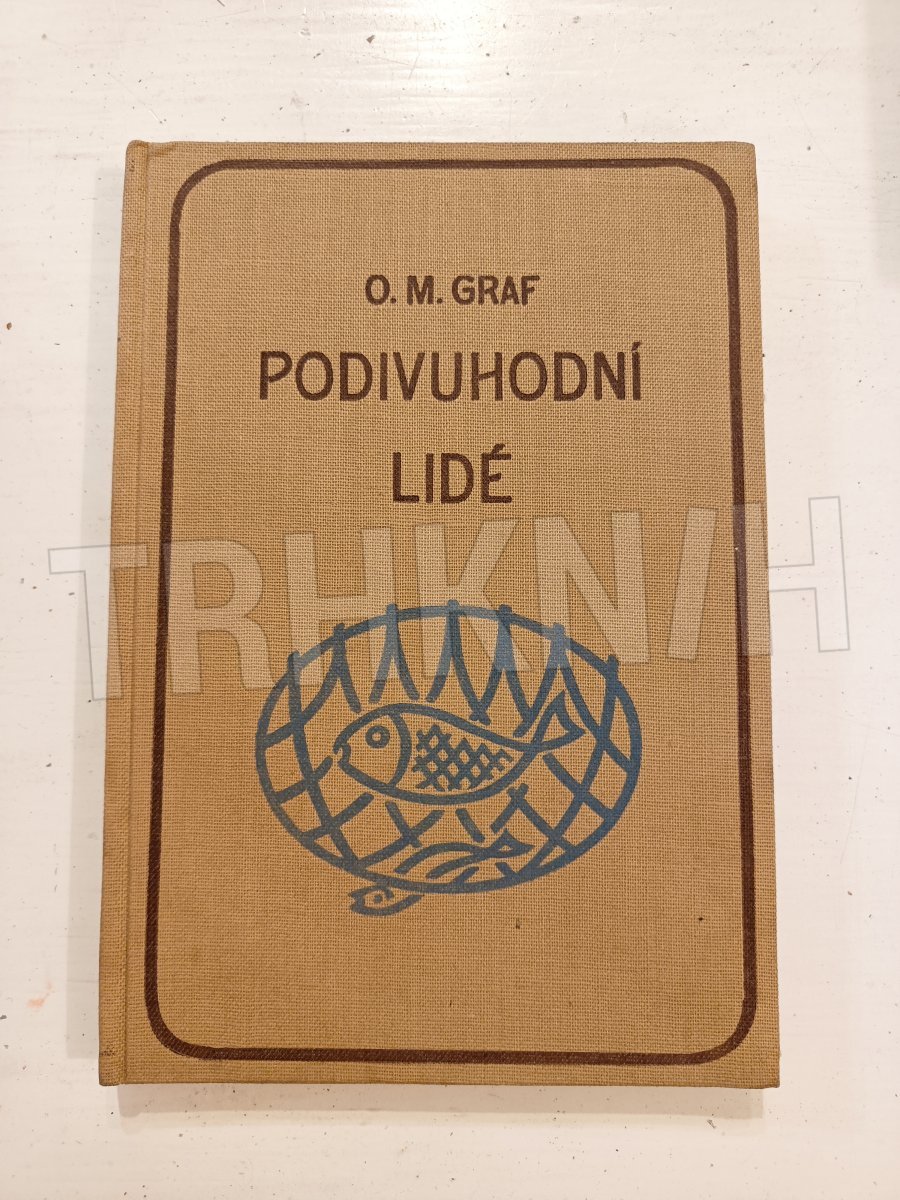 O. M. GRAF
PODIVUHODNÍ
LIDÉ
TRHKNIH